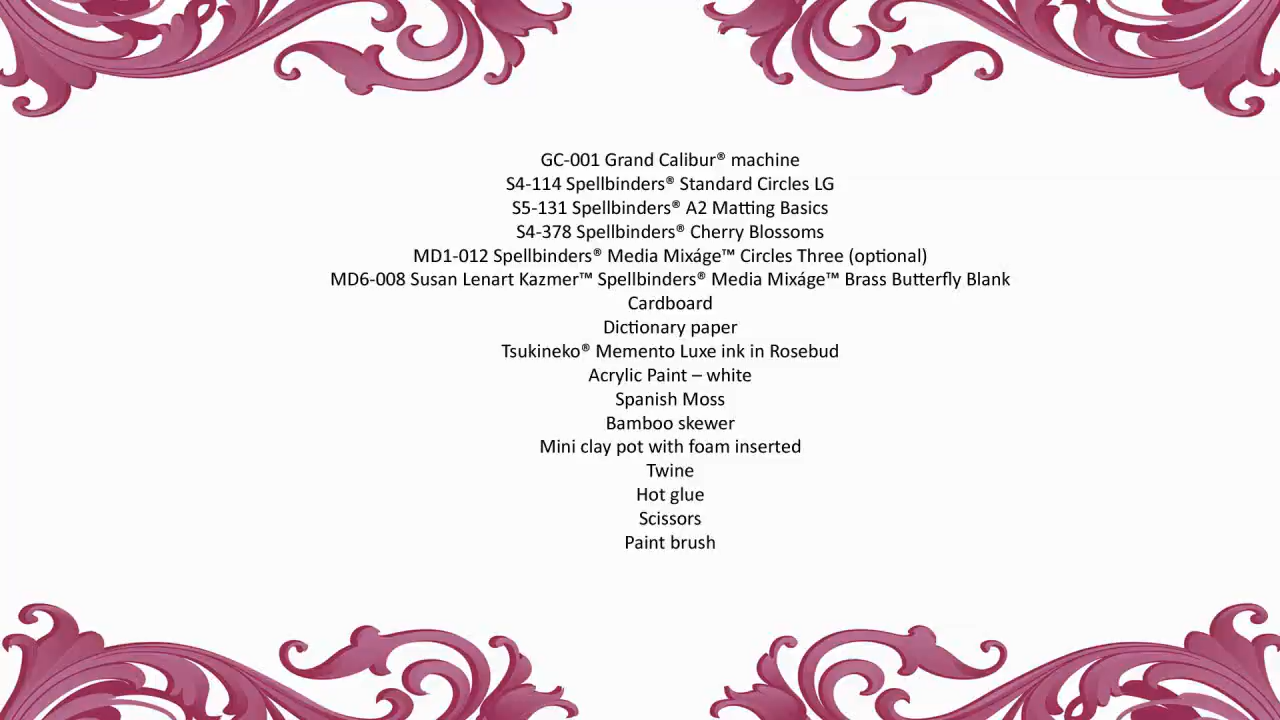 GC-001 Grand Calibur® machine
S4-114 Spellbinders® Standard Circles LG
S5-131 Spellbinders® A2 Matting Basics
S4-378 Spellbinders® Cherry Blossoms
MD1-012 Spellbinders® Media Mixáge™ Circles Three (optional)
MD6-008 Susan Lenart Kazmer™ Spellbinders® Media Mixáge™ Brass Butterfly Blank
Cardboard
Dictionary paper
Tsukineko® Memento Luxe ink in Rosebud
Acrylic Paint – white
Spanish Moss
Bamboo skewer
Mini clay pot with foam inserted
Twine
Hot glue
Scissors
Paint brush